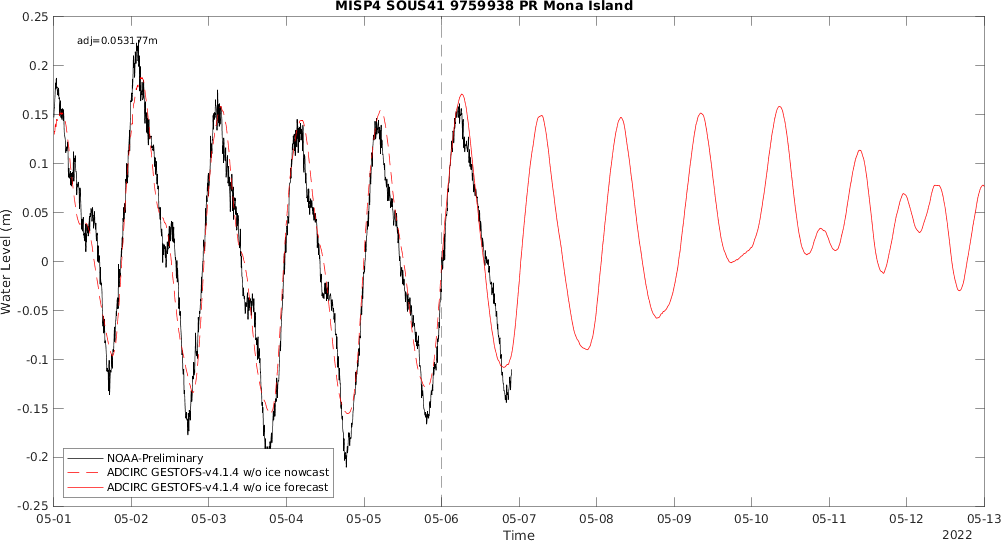 MISP4 SOUS41 9759938 PR Mona Island
adj=0.053177m
Water Level (m)
0.25
0.2
0.15
0.1
0.05
0
-0.05
-0.1
-0.15
-0.2
-0.25
NOAA-Preliminary
ADCIRC GESTOFS-v4.1.4 w/o ice nowcast
ADCIRC GESTOFS-v4.1.4 w/o ice forecast
05-01 05-02 05-03 05-04 05-05 05-06 05-07 05-08 05-09 05-10 05-11 05-12 05-13
Time
2022